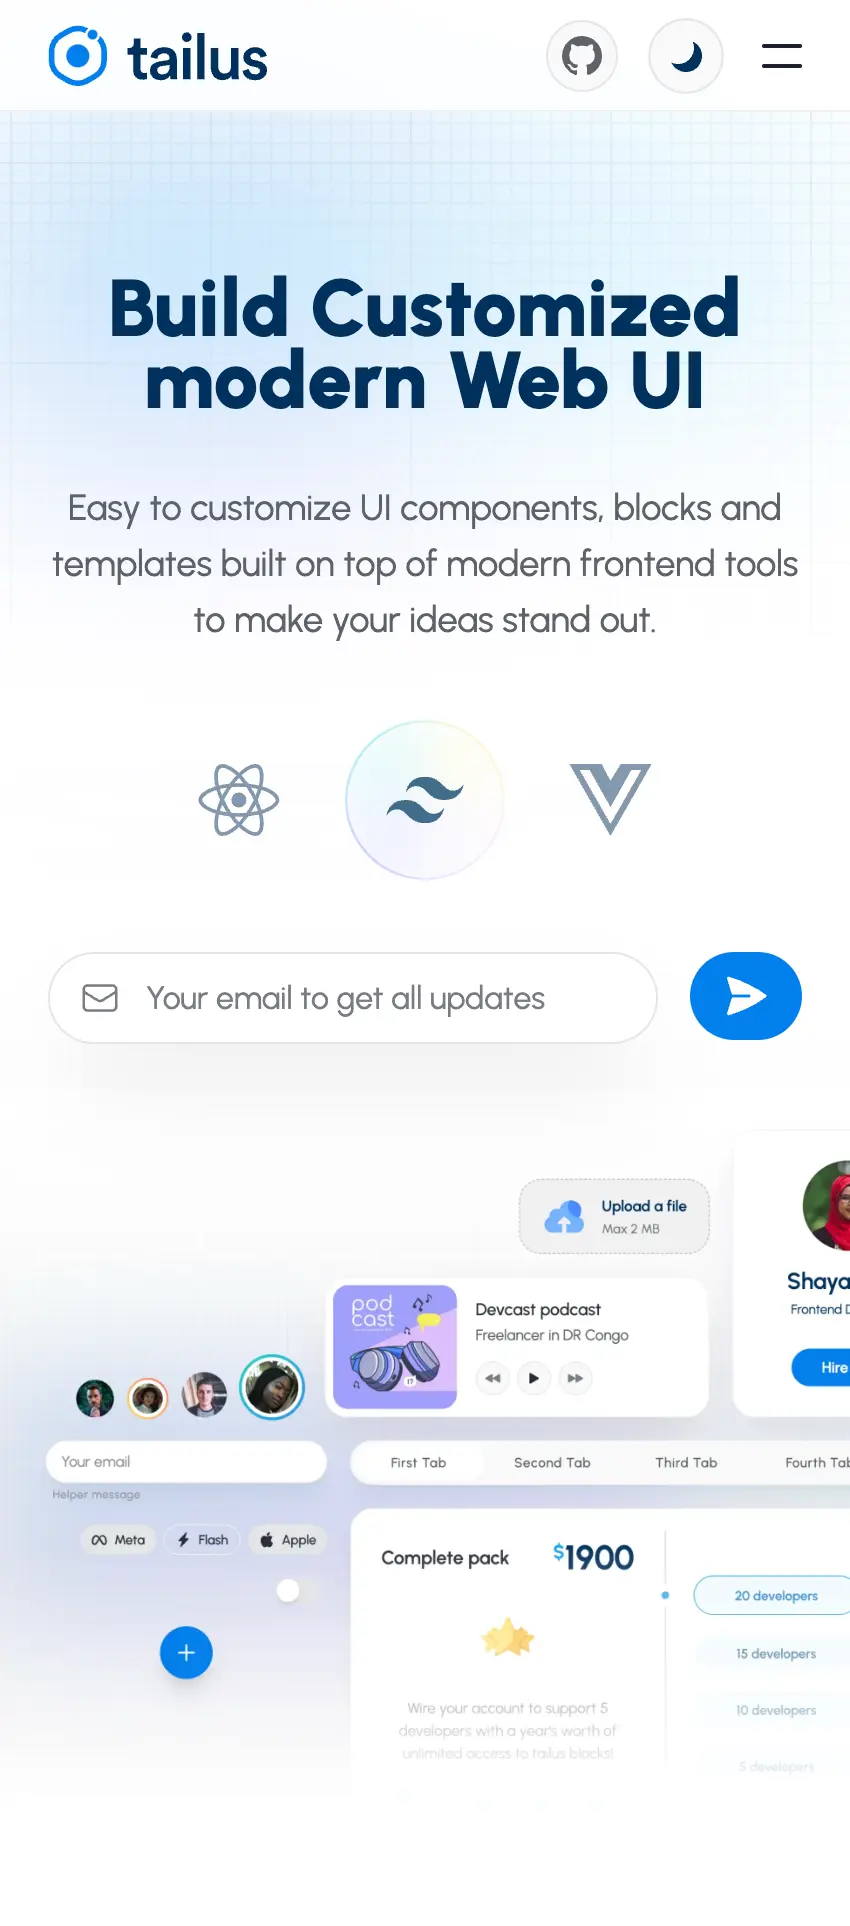 tailus
Build Customized
modern Web UI
Easy to customize UI components, blocks and
templates built on top of modern frontend tools
to make your ideas stand out.
Your email to get all updates
Upload a file
Max 2 MB
pod
cast
Devcast podcast
Freelancer in DR Congo
Shaya
Frontend D
Hire
Your email
Helper message
First Tab
Second Tab
Third Tab
Fourth Tab
Meta
Flash
Apple
Complete pack
$1900
20 developers
15 developers
10 developers
5 developers
Wire your account to support 5
developers with a year's worth of
unlimited access to tailus blocks!